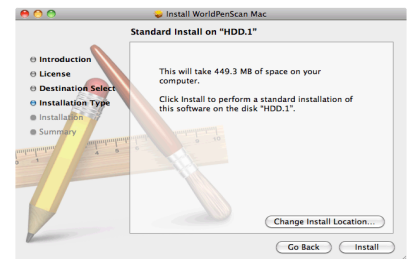 Install WorldPenScan Mac
Standard Install on "HDD.1"
Introduction
License
Destination Select
Installation Type
Installation
Summary
This will take 449.3 MB of space on your
computer.
Click Install to perform a standard installation of
this software on the disk "HDD.1".
Change Install Location...
Go Back
Install